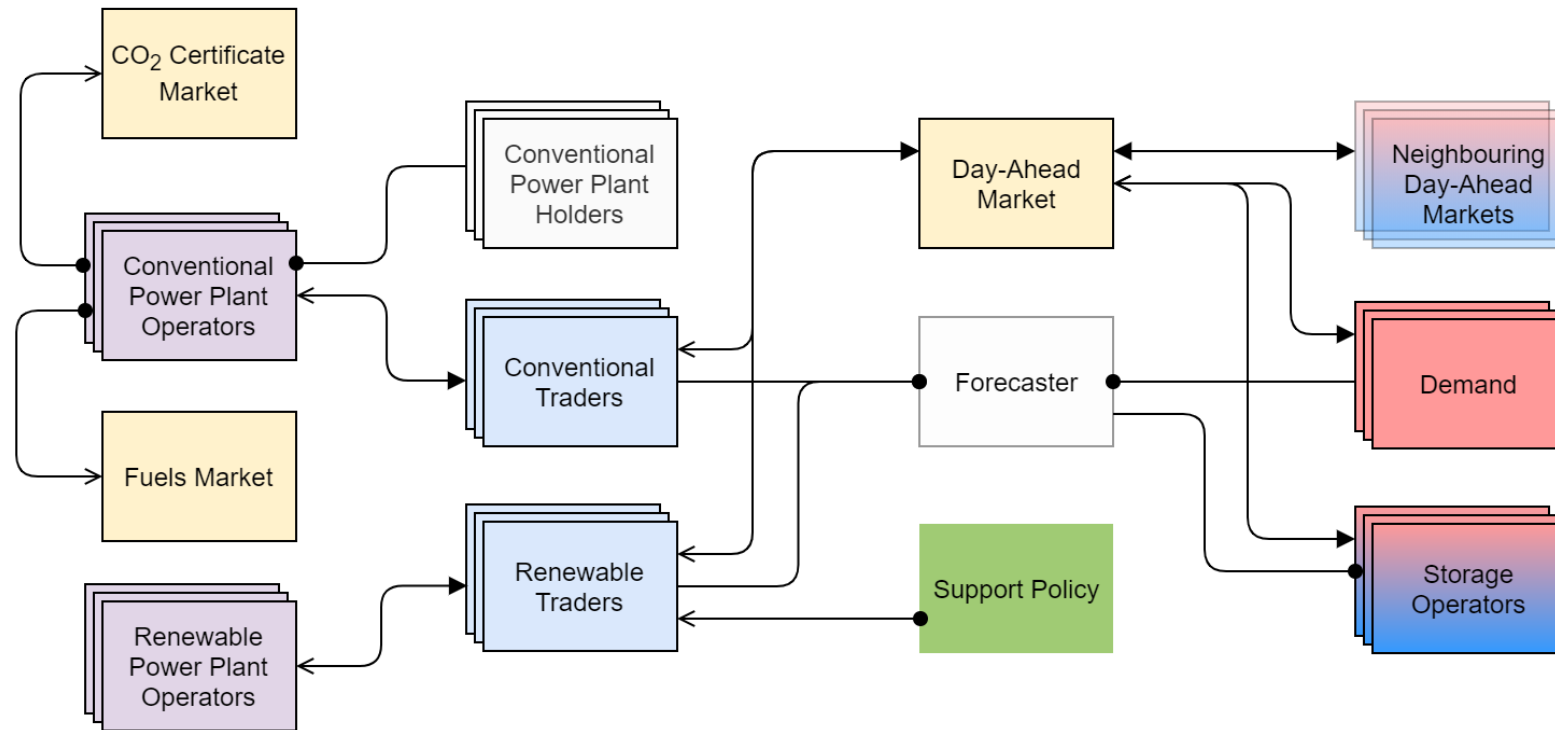 CO₂ Certificate
Market
Conventional
Power Plant
Operators
Fuels Market
Renewable
Power Plant
Operators
Conventional
Power Plant
Holders
Conventional
Traders
Renewable
Traders
Day-Ahead
Market
Forecaster
Support Policy
Neighbouring
Day-Ahead
Markets
Demand
Storage
Operators